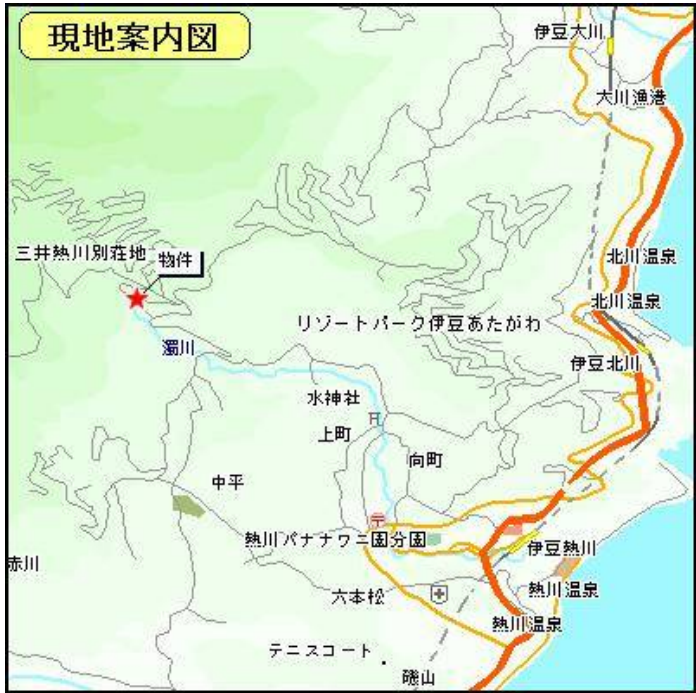 現地案内図
伊豆大川
大川漁港
三井熱川別荘地
物件
北川温泉
北川温泉
リゾートパーク伊豆あたがわ
濁川
伊豆北川
水神社
上町
向町
中平
熱川バナナワニ園分園
伊豆熱川
赤川
六本松
熱川温泉
熱川温泉
テニスコート
磯山